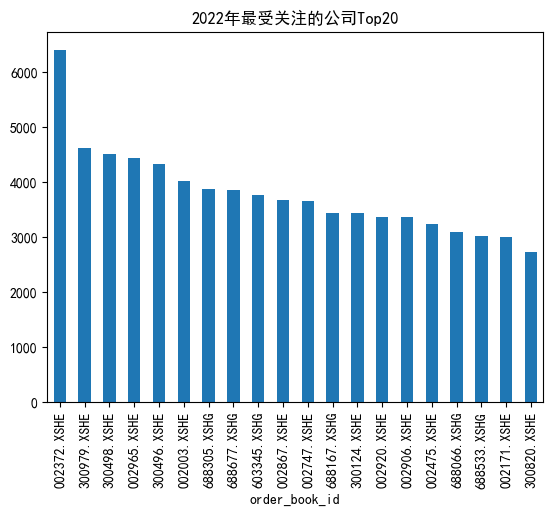 2022年最受关注的公司Top20
6000
5000
4000
3000
2000
1000
0
002372.XSHE
300979.XSHE
300498.XSHE
002965.XSHE
300496.XSHE
002003.XSHE
688305.XSHG
688677.XSHG
603345.XSHG
002867.XSHE
002747.XSHE
688167.XSHG
300124.XSHE
002920.XSHE
002906.XSHE
002475.XSHE
688066.XSHG
688533.XSHG
002171.XSHE
300820.XSHE
order_book_id